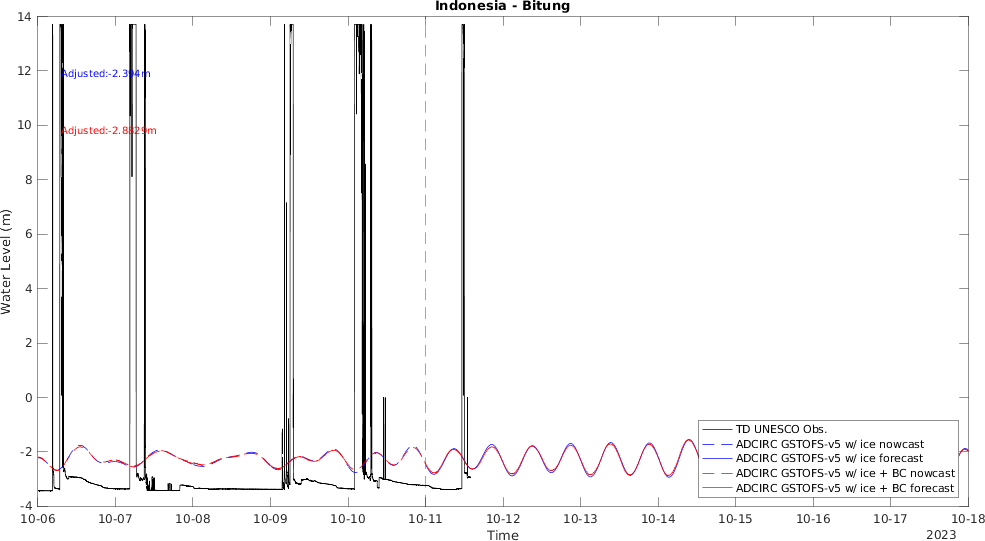 Indonesia - Bitung
14
12
10
8
6
4
2
0
-2
-4
Water Level (m)
Adjusted:-2.394m
Adjusted:-2.8829m
TD UNESCO Obs.
ADCIRC GSTOFS-v5 w/ ice nowcast
ADCIRC GSTOFS-v5 w/ ice forecast
ADCIRC GSTOFS-v5 w/ ice + BC nowcast
ADCIRC GSTOFS-v5 w/ ice + BC forecast
10-06 10-07 10-08 10-09 10-10 10-11 10-12 10-13 10-14 10-15 10-16 10-17 10-18
Time
2023